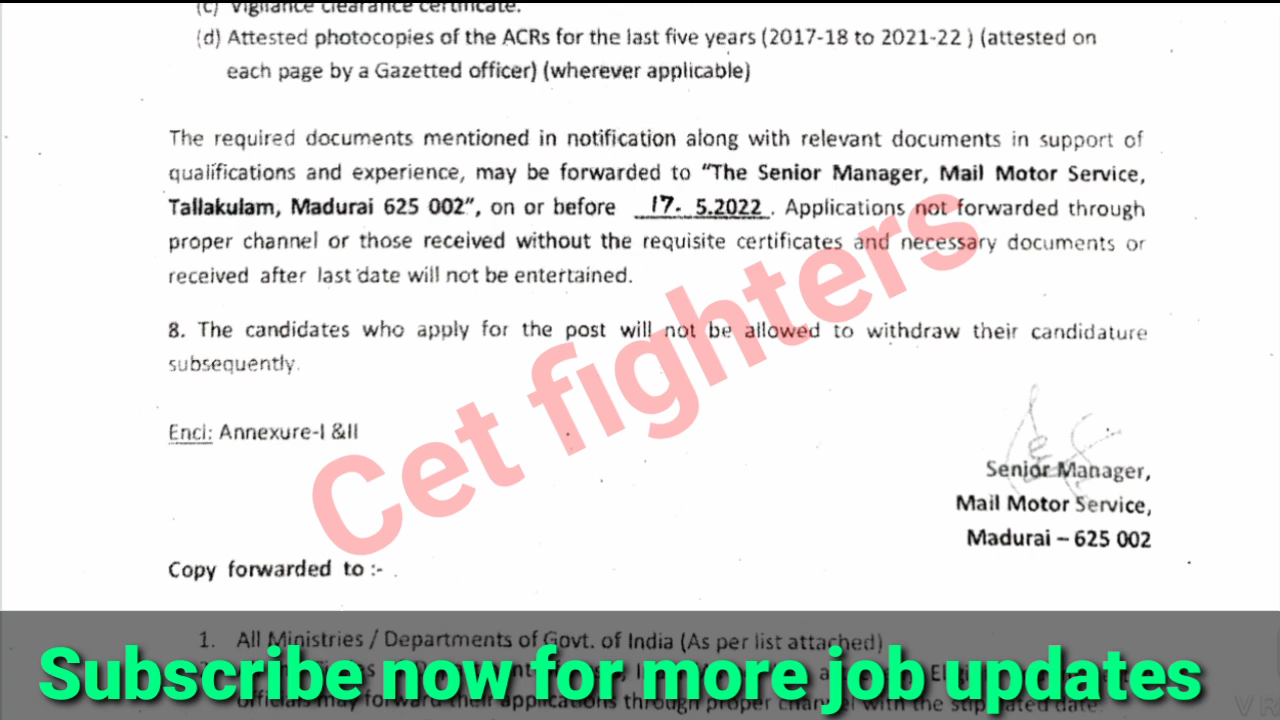 (c) Vigilance clearance certificate.
(d) Attested photocopies of the ACRs for the last five years (2017-18 to 2021-22 ) (attested on
each page by a Gazetted officer) (wherever applicable)
The required documents mentioned in notification along with relevant documents in support of
qualifications and experience, may be forwarded to "The Senior Manager, Mail Motor Service,
Tallakulam, Madurai 625 002", on or before 17. 5.2022. Applications not forwarded through
proper channel or those received without the requisite certificates and necessary documents or
received after last date will not be entertained.
8. The candidates who apply for the post will not be allowed to withdraw their candidature
subsequently.
Cet fighters
Encl: Annexure-I &II
Senior Manager,
Mail Motor Service,
Madurai – 625 002
Copy forwarded to :-
1. All Ministries / Departments of Govt. of India (As per list attached)
Subscribe now for more job updates
Officials may forward their applications through proper channel with the stipulated date.